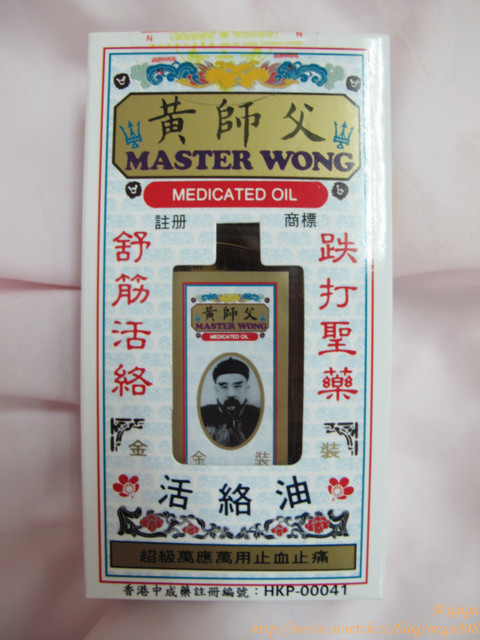 N
N
黃師父
MASTER WONG
MEDICATED OIL
註册
商標
舒筋活絡
跌打聖藥
黃師父
MASTER WONG
MEDICATED OIL
金裝
金裝
活絡油
超級萬應萬用止血止痛
香港中成藥註冊編號：HKP-00041